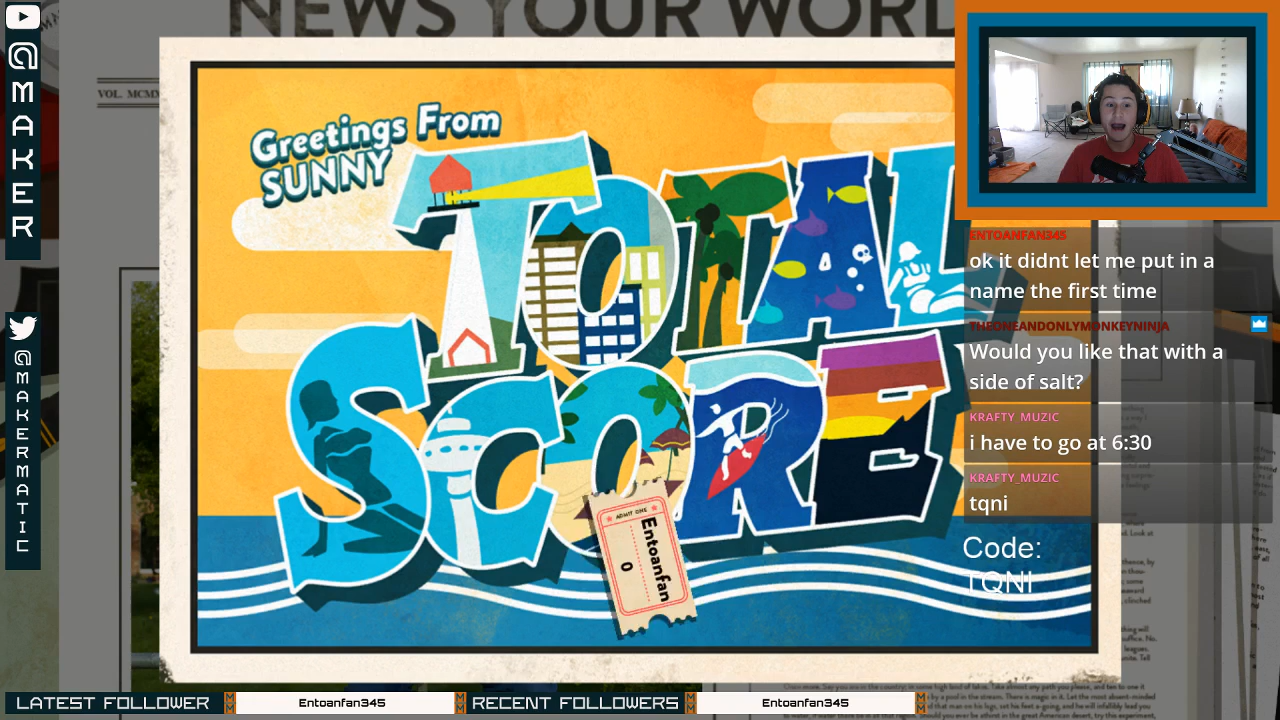 NEWS YOUR WORD
@MAKER
@MAKERMATIC
VOL. MCMX
Greetings From
SUNNY
TOTAL
SCORE
ADMIT ONE
Entoanfan
0
ENTOANFAN345
ok it didnt let me put in a
name the first time
THEONEANDONLYMONKEYNINJA
Would you like that with a
side of salt?
KRAFTY_MUZIC
i have to go at 6:30
KRAFTY_MUZIC
tqni
Code:
TQNI
LATEST FOLLOWER
Entoanfan345
RECENT FOLLOWERS
Entoanfan345